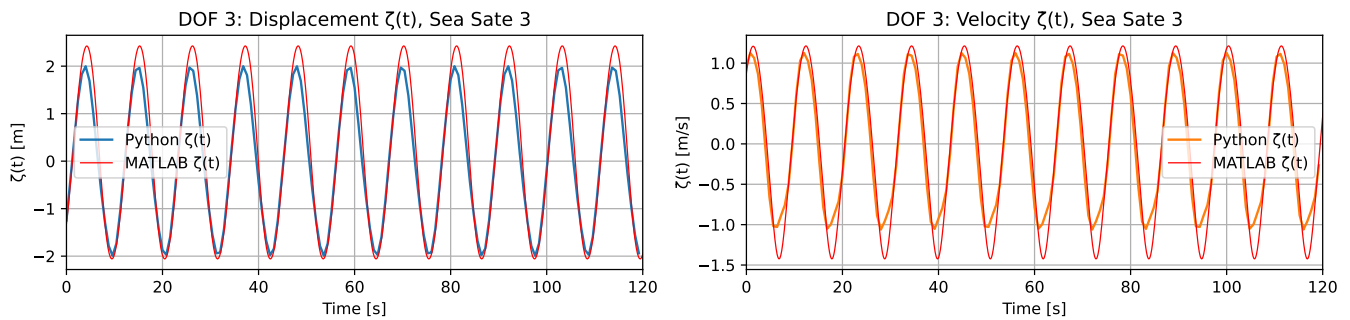 DOF 3: Displacement ζ(t), Sea Sate 3
ζ(t) [m]
2
1
0
−1
−2
Python ζ(t)
MATLAB ζ(t)
0 20 40 60 80 100 120
Time [s]
DOF 3: Velocity ζ̇(t), Sea Sate 3
ζ̇(t) [m/s]
1.0
0.5
0.0
−0.5
−1.0
−1.5
Python ζ̇(t)
MATLAB ζ̇(t)
0 20 40 60 80 100 120
Time [s]